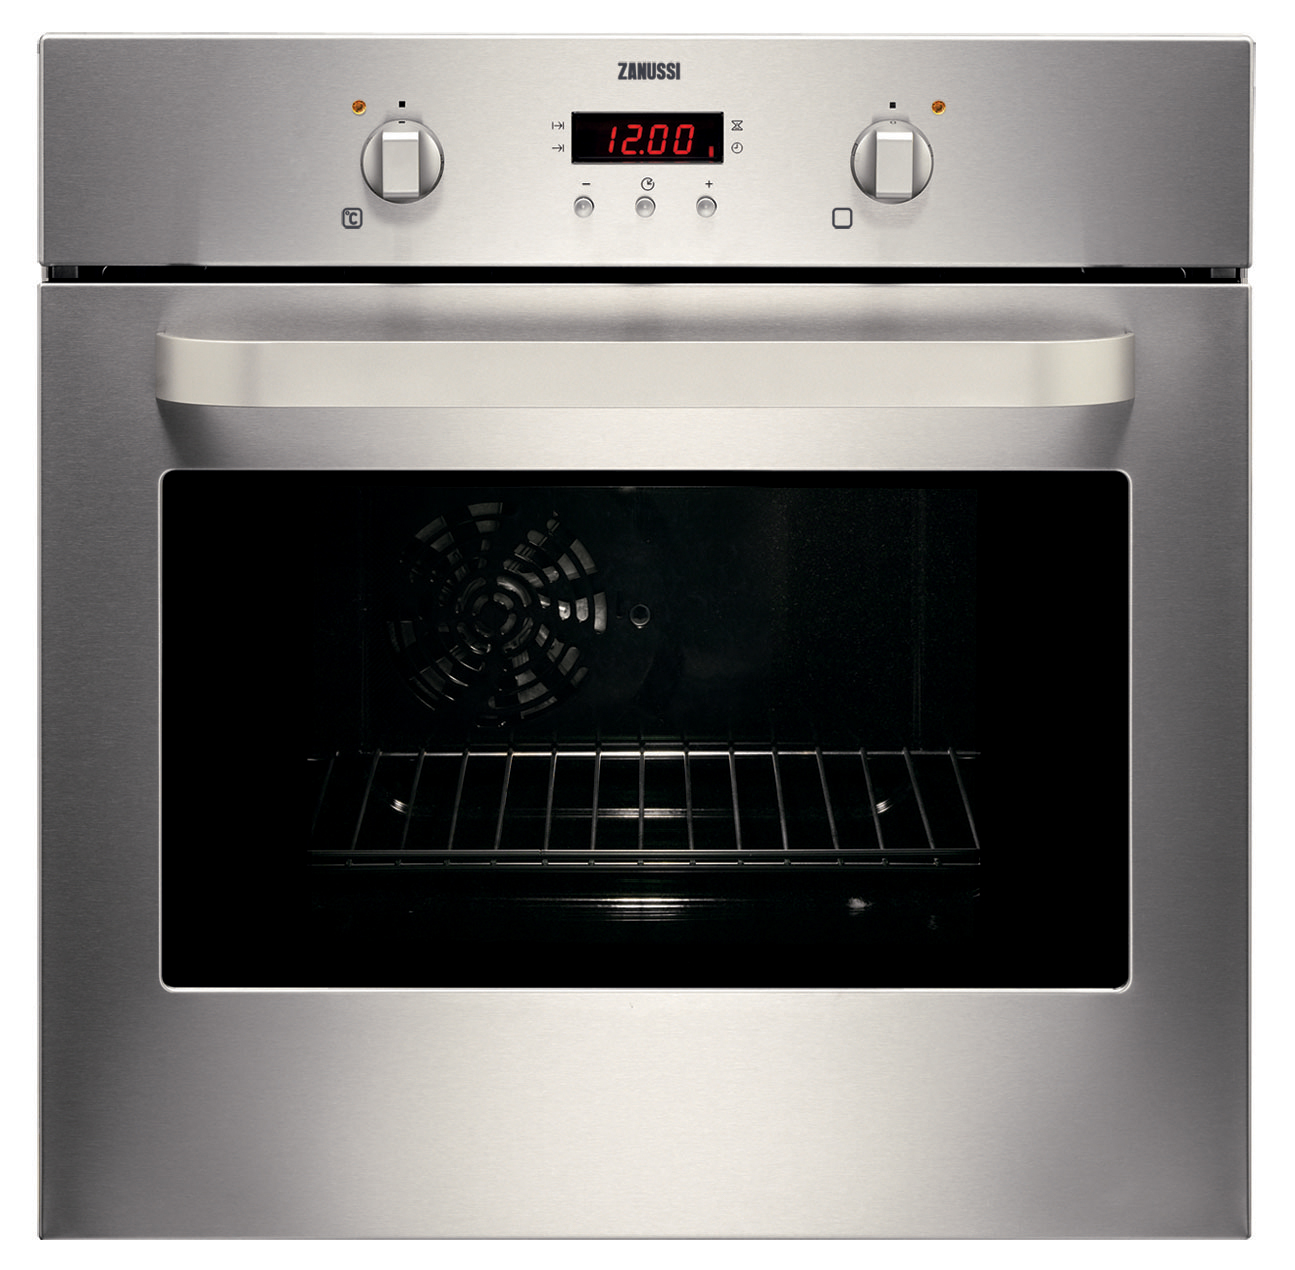 ZANUSSI
12.00
- +
°C